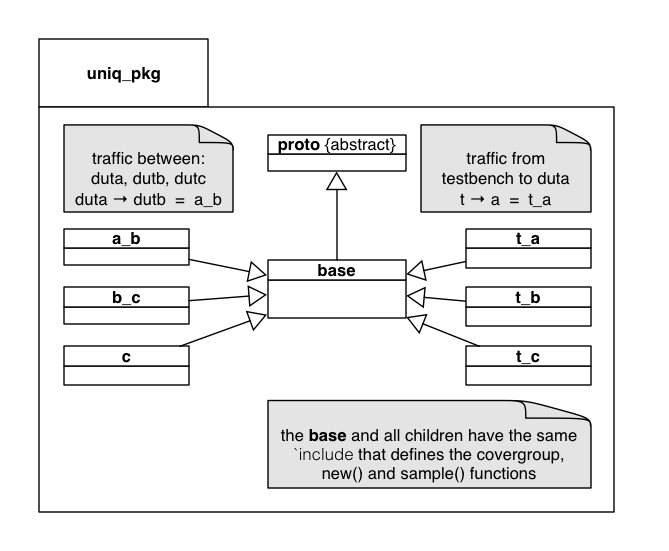 uniq_pkg
traffic between:
duta, dutb, dutc
duta → dutb = a_b
proto {abstract}
traffic from
testbench to duta
t → a = t_a
a_b
b_c
c
base
t_a
t_b
t_c
the base and all children have the same
`include that defines the covergroup,
new() and sample() functions